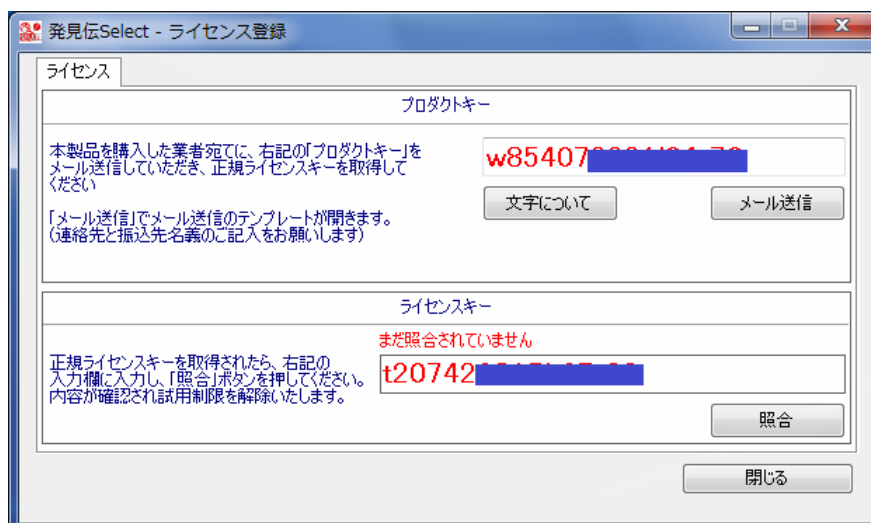 発見伝Select - ライセンス登録
ライセンス
プロダクトキー
本製品を購入した業者宛てに、右記の「プロダクトキー」を
メール送信していただき、正規ライセンスキーを取得して
ください
「メール送信」でメール送信のテンプレートが開きます。
(連絡先と振込先名義のご記入をお願いします)
w85407
文字について
メール送信
ライセンスキー
まだ照合されていません
正規ライセンスキーを取得されたら、右記の
入力欄に入力し、「照合」ボタンを押してください。
内容が確認され試用制限を解除いたします。
t20742
照合
閉じる